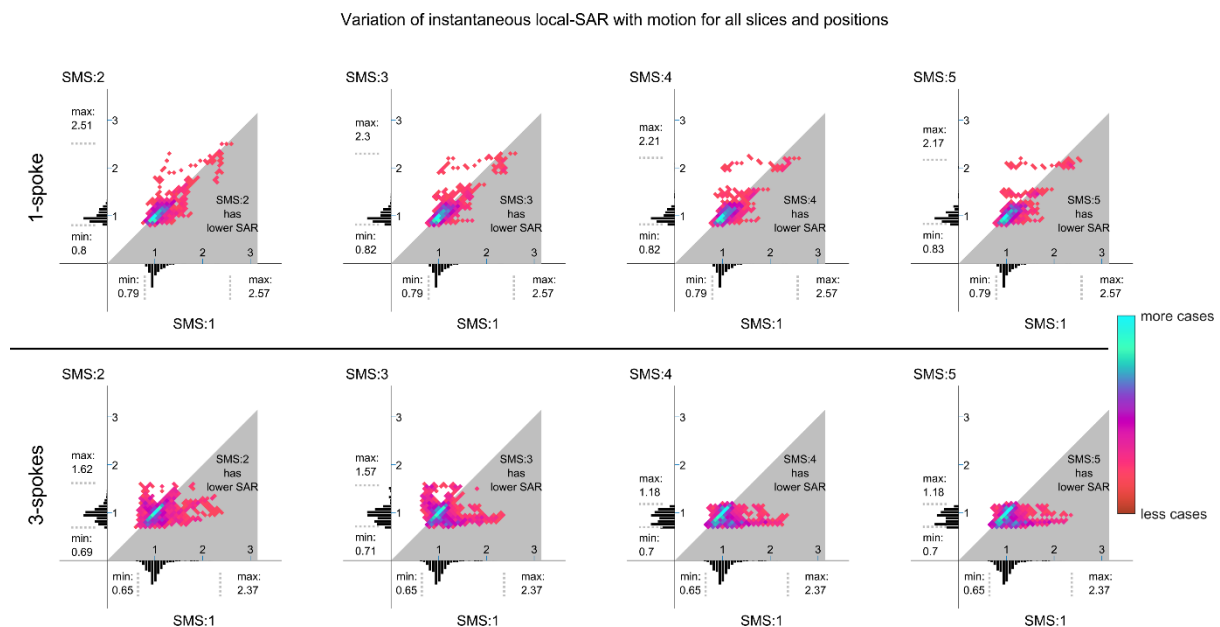 Variation of instantaneous local-SAR with motion for all slices and positions
1-spoke
SMS:2
max:
2.51
3
2
1
min:
0.8
SMS:2
has
lower SAR
1
2
3
min:
0.79
max:
2.57
SMS:1
SMS:3
max:
2.3
3
2
1
min:
0.82
SMS:3
has
lower SAR
1
2
3
min:
0.79
max:
2.57
SMS:1
SMS:4
max:
2.21
3
2
1
min:
0.82
SMS:4
has
lower SAR
1
2
3
min:
0.79
max:
2.57
SMS:1
SMS:5
max:
2.17
3
2
1
min:
0.83
SMS:5
has
lower SAR
1
2
3
min:
0.79
max:
2.57
SMS:1
more cases
less cases
3-spokes
SMS:2
max:
1.62
3
2
1
min:
0.69
SMS:2
has
lower SAR
1
2
3
min:
0.65
max:
2.37
SMS:1
SMS:3
max:
1.57
3
2
1
min:
0.71
SMS:3
has
lower SAR
1
2
3
min:
0.65
max:
2.37
SMS:1
SMS:4
max:
1.18
3
2
1
min:
0.7
SMS:4
has
lower SAR
1
2
3
min:
0.65
max:
2.37
SMS:1
SMS:5
max:
1.18
3
2
1
min:
0.7
SMS:5
has
lower SAR
1
2
3
min:
0.65
max:
2.37
SMS:1